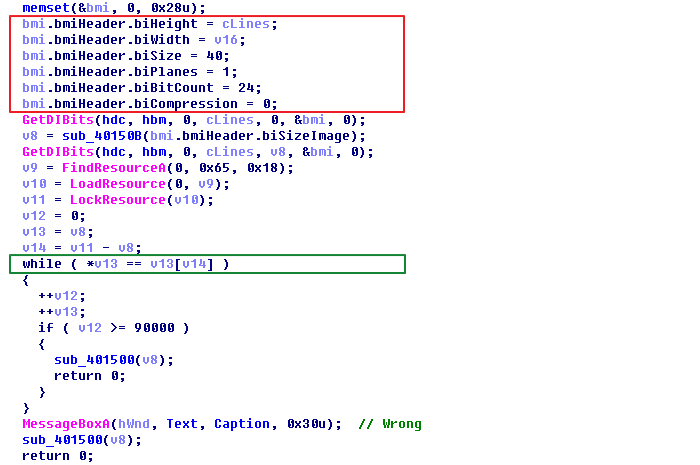 memset(&bmi, 0, 0x28u);
bmi.bmiHeader.biHeight = cLines;
bmi.bmiHeader.biWidth = v16;
bmi.bmiHeader.biSize = 40;
bmi.bmiHeader.biPlanes = 1;
bmi.bmiHeader.biBitCount = 24;
bmi.bmiHeader.biCompression = 0;
GetDIBits(hdc, hbm, 0, cLines, 0, &bmi, 0);
v8 = sub_40150B(bmi.bmiHeader.biSizeImage);
GetDIBits(hdc, hbm, 0, cLines, v8, &bmi, 0);
v9 = FindResourceA(0, 0x65, 0x18);
v10 = LoadResource(0, v9);
v11 = LockResource(v10);
v12 = 0;
v13 = v8;
v14 = v11 - v8;
while ( *v13 == v13[v14] )
{
++v12;
++v13;
if ( v12 >= 90000 )
{
sub_401500(v8);
return 0;
}
}
MessageBoxA(hWnd, Text, Caption, 0x30u);  // Wrong
sub_401500(v8);
return 0;